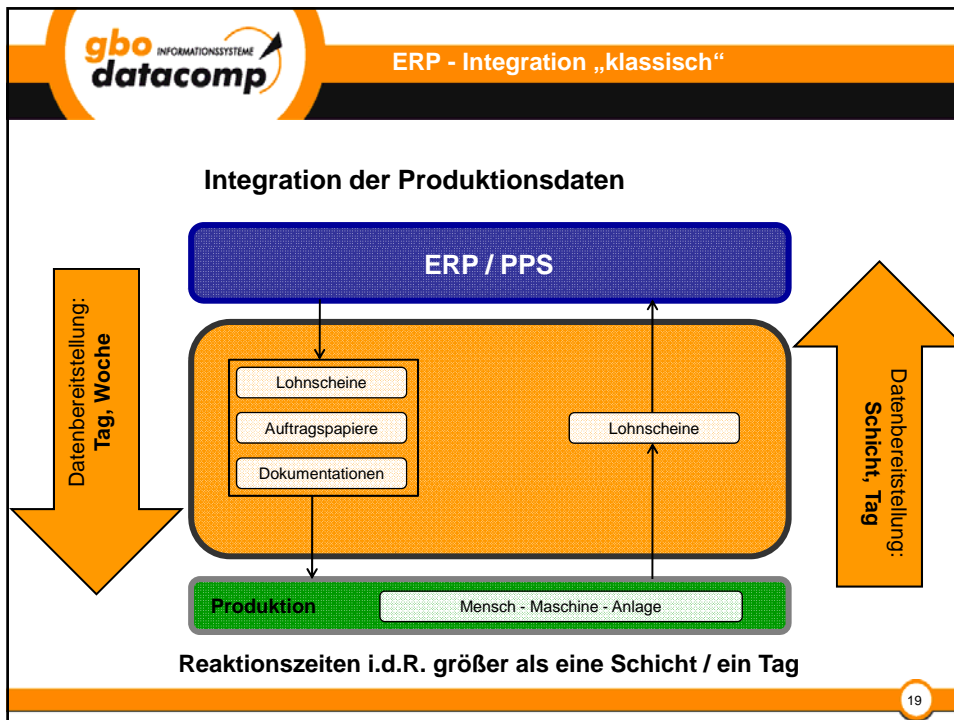 gbo INFORMATIONSSYSTEME
datacomp
ERP - Integration „klassisch“
Integration der Produktionsdaten
ERP / PPS
Datenbereitstellung:
Tag, Woche
Lohnscheine
Auftragspapiere
Dokumentationen
Lohnscheine
Datenbereitstellung:
Schicht, Tag
Produktion
Mensch - Maschine - Anlage
Reaktionszeiten i.d.R. größer als eine Schicht / ein Tag
19